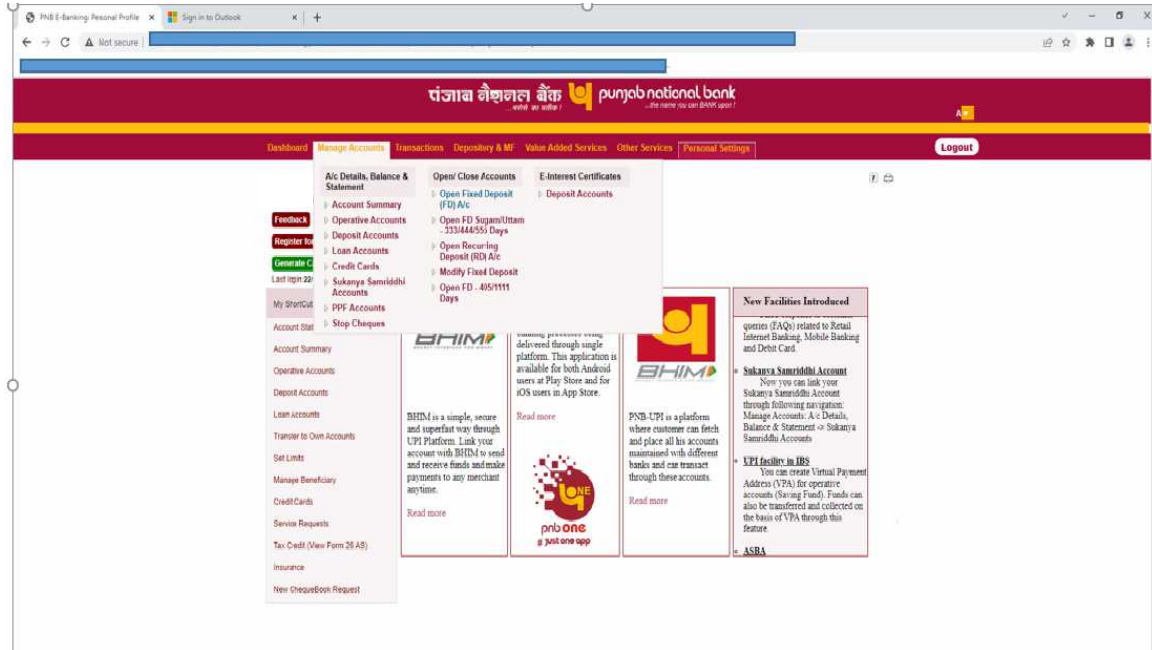 PNB E-Banking: Pesonal Profile
Sign in to Outlook
Not secure
पंजाब नैशनल बैंक
...भरोसे का प्रतीक !
punjab national bank
...the name you can BANK upon !
Dashboard Manage Accounts Transactions Depository & MF Value Added Services Other Services Personal Settings
Logout
A/c Details, Balance &
Statement
Account Summary
Operative Accounts
Deposit Accounts
Loan Accounts
Credit Cards
Sukanya Samriddhi
Accounts
PPF Accounts
Stop Cheques
Open/ Close Accounts
Open Fixed Deposit
(FD) A/c
Open FD Sugam/Uttam
- 333/444/555 Days
Open Recuring
Deposit (RD) A/c
Modify Fixed Deposit
Open FD - 405/1111
Days
E-Interest Certificates
Deposit Accounts
Feedback
Register for
Generate C
Last login 22/
My ShortCut
Account Stat
Account Summary
Operative Accounts
Deposit Accounts
Loan Accounts
Transfer to Own Accounts
Set Limits
Manage Beneficiary
Credit Cards
Service Requests
Tax Credit (View Form 26 AS)
Insurance
New ChequeBook Request
BHIM
BHIM is a simple, secure
and superfast way through
UPI Platform. Link your
account with BHIM to send
and receive funds and make
payments to any merchant
anytime.
Read more
delivered through single
platform. This application is
available for both Android
users at Play Store and for
iOS users in App Store.
Read more
ONE
pnb one
# just one app
BHIM
PNB-UPI is a platform
where customer can fetch
and place all his accounts
maintained with different
banks and can transact
through these accounts.
Read more
New Facilities Introduced
queries (FAQs) related to Retail
Internet Banking, Mobile Banking
and Debit Card.
Sukanya Samriddhi Account
Now you can link your
Sukanya Samriddhi Account
through following navigation:
Manage Accounts: A/c Details,
Balance & Statement -> Sukanya
Samriddhi Accounts
UPI facility in IBS
You can create Virtual Payment
Address (VPA) for operative
accounts (Saving Fund). Funds can
also be transferred and collected on
the basis of VPA through this
feature.
ASBA